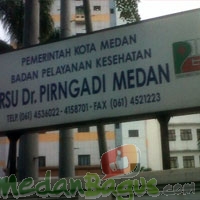 PEMERINTAH KOTA MEDAN
BADAN PELAYANAN KESEHATAN
RSU Dr. PIRNGADI MEDAN
TELP (061) 4536022 - 4158701 - FAX (061) 4521223
MedanBagus.com